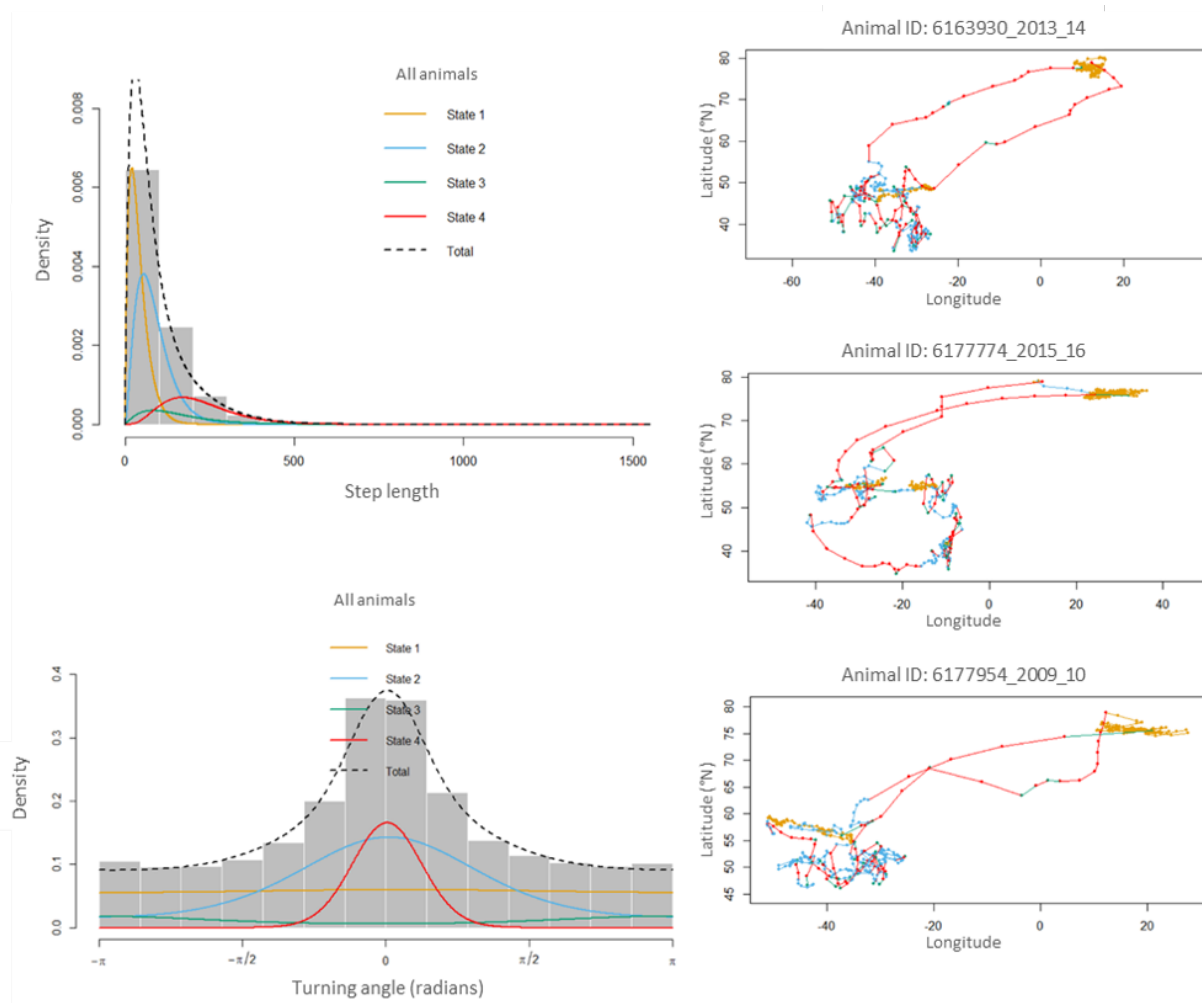 All animals
State 1
State 2
State 3
State 4
Total
Density
0.000 0.002 0.004 0.006 0.008
0 500 1000 1500
Step length
All animals
State 1
State 2
State 3
State 4
Total
Density
0.0 0.1 0.2 0.3 0.4
−π −π/2 0 π/2 π
Turning angle (radians)
Animal ID: 6163930_2013_14
Latitude (°N)
40 50 60 70 80
-60 -40 -20 0 20
Longitude
Animal ID: 6177774_2015_16
Latitude (°N)
40 50 60 70 80
-40 -20 0 20 40
Longitude
Animal ID: 6177954_2009_10
Latitude (°N)
45 50 55 60 65 70 75 80
-40 -20 0 20
Longitude